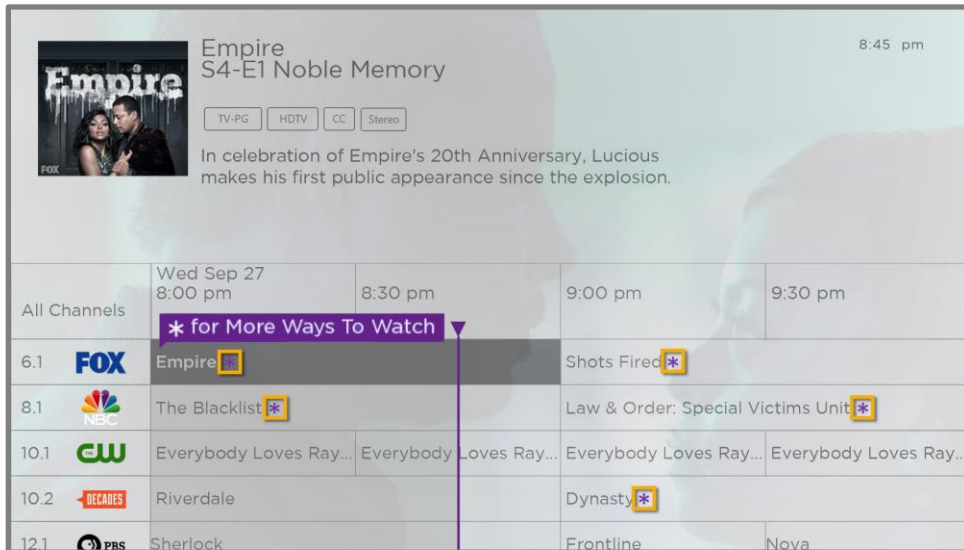 Empire
S4-E1 Noble Memory
8:45 pm
Empire
FOX
TV-PG HDTV CC Stereo
In celebration of Empire's 20th Anniversary, Lucious
makes his first public appearance since the explosion.
Wed Sep 27
All Channels 8:00 pm 8:30 pm 9:00 pm 9:30 pm
* for More Ways To Watch
6.1 FOX Empire* Shots Fired*
8.1 NBC The Blacklist* Law & Order: Special Victims Unit*
10.1 THE CW Everybody Loves Ray... Everybody Loves Ray... Everybody Loves Ray... Everybody Loves Ray...
10.2 DECADES Riverdale Dynasty*
12.1 PBS Sherlock Frontline Nova